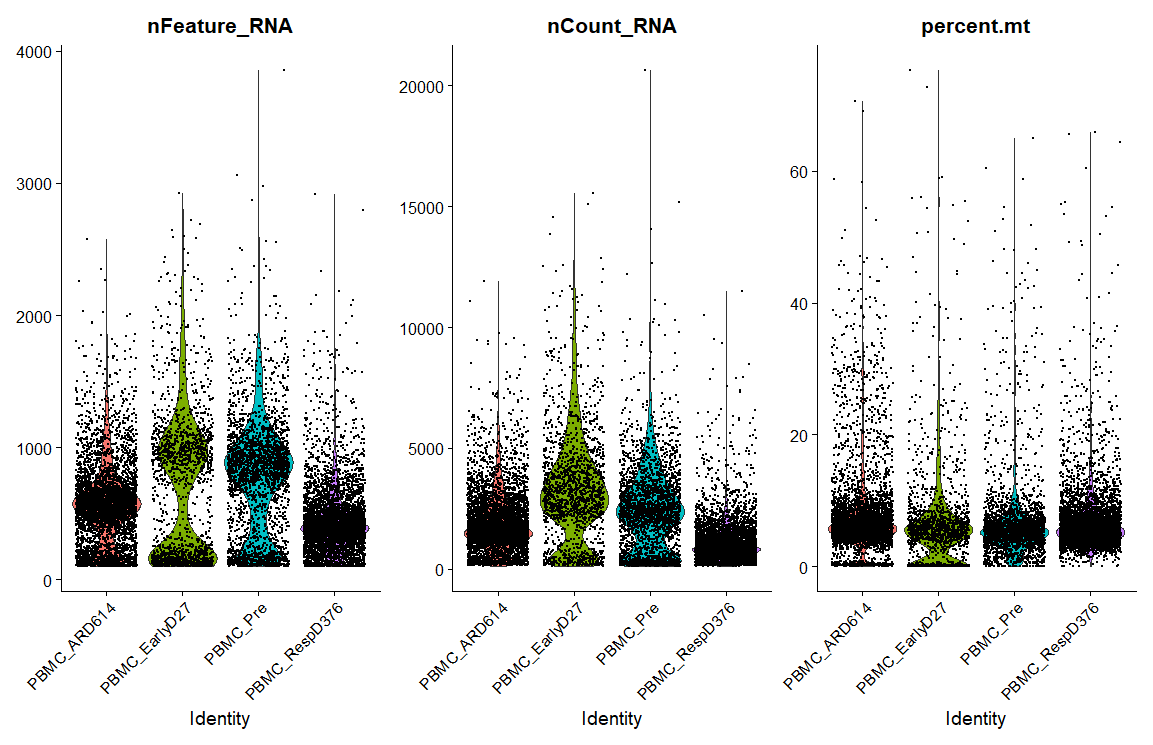 nFeature_RNA
4000
3000
2000
1000
0
PBMC_ARD614
PBMC_EarlyD27
PBMC_Pre
PBMC_RespD376
Identity
nCount_RNA
20000
15000
10000
5000
0
PBMC_ARD614
PBMC_EarlyD27
PBMC_Pre
PBMC_RespD376
Identity
percent.mt
60
40
20
0
PBMC_ARD614
PBMC_EarlyD27
PBMC_Pre
PBMC_RespD376
Identity